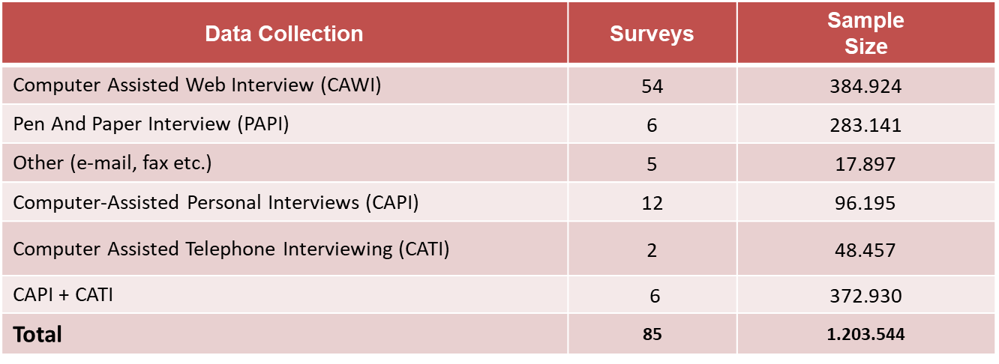 Data Collection Surveys Sample Size
Computer Assisted Web Interview (CAWI) 54 384.924
Pen And Paper Interview (PAPI) 6 283.141
Other (e-mail, fax etc.) 5 17.897
Computer-Assisted Personal Interviews (CAPI) 12 96.195
Computer Assisted Telephone Interviewing (CATI) 2 48.457
CAPI + CATI 6 372.930
Total 85 1.203.544